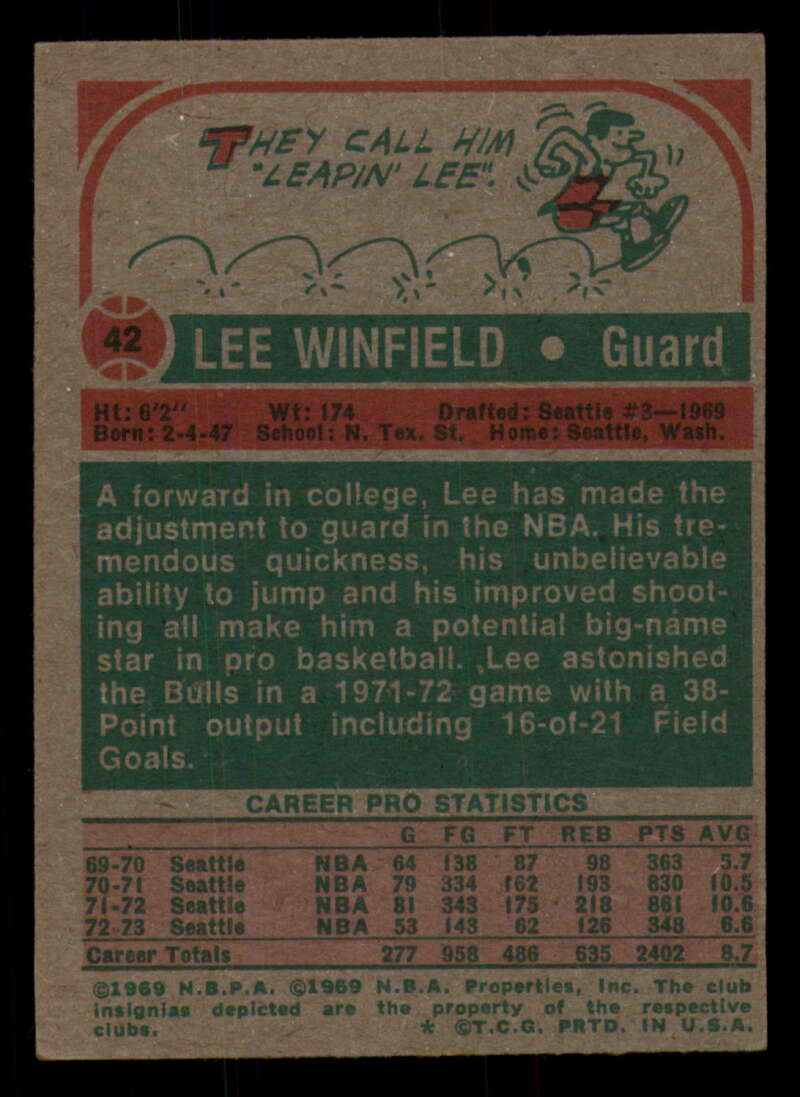 THEY CALL HIM
"LEAPIN' LEE".
42 LEE WINFIELD • Guard
Ht: 6'2" Wt: 174 Drafted: Seattle #3—1969
Born: 2-4-47 School: N. Tex. St. Home: Seattle, Wash.
A forward in college, Lee has made the
adjustment to guard in the NBA. His tre-
mendous quickness, his unbelievable
ability to jump and his improved shoot-
ing all make him a potential big-name
star in pro basketball. Lee astonished
the Bulls in a 1971-72 game with a 38-
Point output including 16-of-21 Field
Goals.
CAREER PRO STATISTICS
G FG FT REB PTS AVG
69-70 Seattle NBA 64 138 87 98 363 5.7
70-71 Seattle NBA 79 334 162 193 830 10.5
71-72 Seattle NBA 81 343 175 218 861 10.6
72-73 Seattle NBA 53 143 62 126 348 6.6
Career Totals 277 958 486 635 2402 8.7
©1969 N.B.P.A. ©1969 N.B.A. Properties, Inc. The club
insignias depicted are the property of the respective
clubs. * ©T.C.G. PRTD. IN U.S.A.